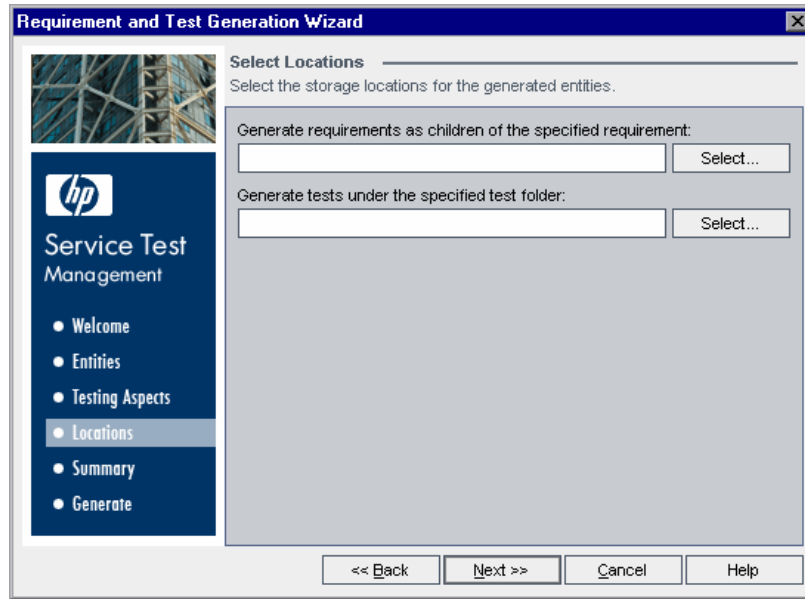 Requirement and Test Generation Wizard
Select Locations
Select the storage locations for the generated entities.
Generate requirements as children of the specified requirement:
Select...
Generate tests under the specified test folder:
Select...
hp
Service Test
Management
Welcome
Entities
Testing Aspects
Locations
Summary
Generate
<< Back
Next >>
Cancel
Help